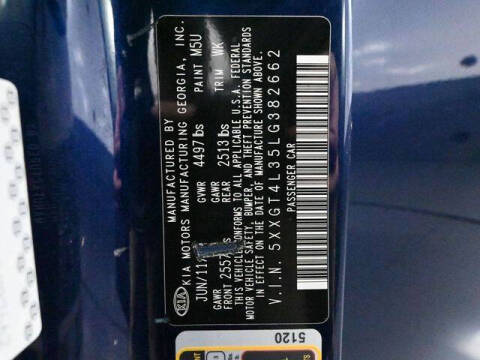 MANUFACTURED BY
KIA MOTORS MANUFACTURING GEORGIA, INC.
JUN/11 GVWR 4497 lbs PAINT M5U
GAWR GAWR TRIM WK
FRONT REAR 2513 lbs
THIS VEHICLE CONFORMS TO ALL APPLICABLE U.S.A. FEDERAL
MOTOR VEHICLE SAFETY, BUMPER, AND THEFT PREVENTION STANDARDS
IN EFFECT ON THE DATE OF MANUFACTURE SHOWN ABOVE.
V.I.N. 5XXGT4L35LG382662
PASSENGER CAR
KIA
5120